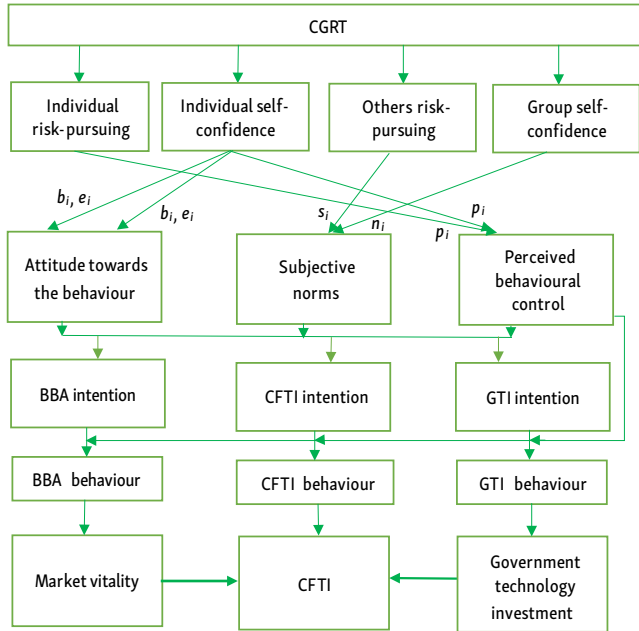 CGRT
Individual
risk-pursuing
Individual self-
confidence
Others risk-
pursuing
Group self-
confidence
bᵢ, eᵢ
bᵢ, eᵢ
sᵢ
nᵢ
pᵢ
pᵢ
Attitude towards
the behaviour
Subjective
norms
Perceived
behavioural
control
BBA intention
CFTI intention
GTI intention
BBA behaviour
CFTI behaviour
GTI behaviour
Market vitality
CFTI
Government
technology
investment